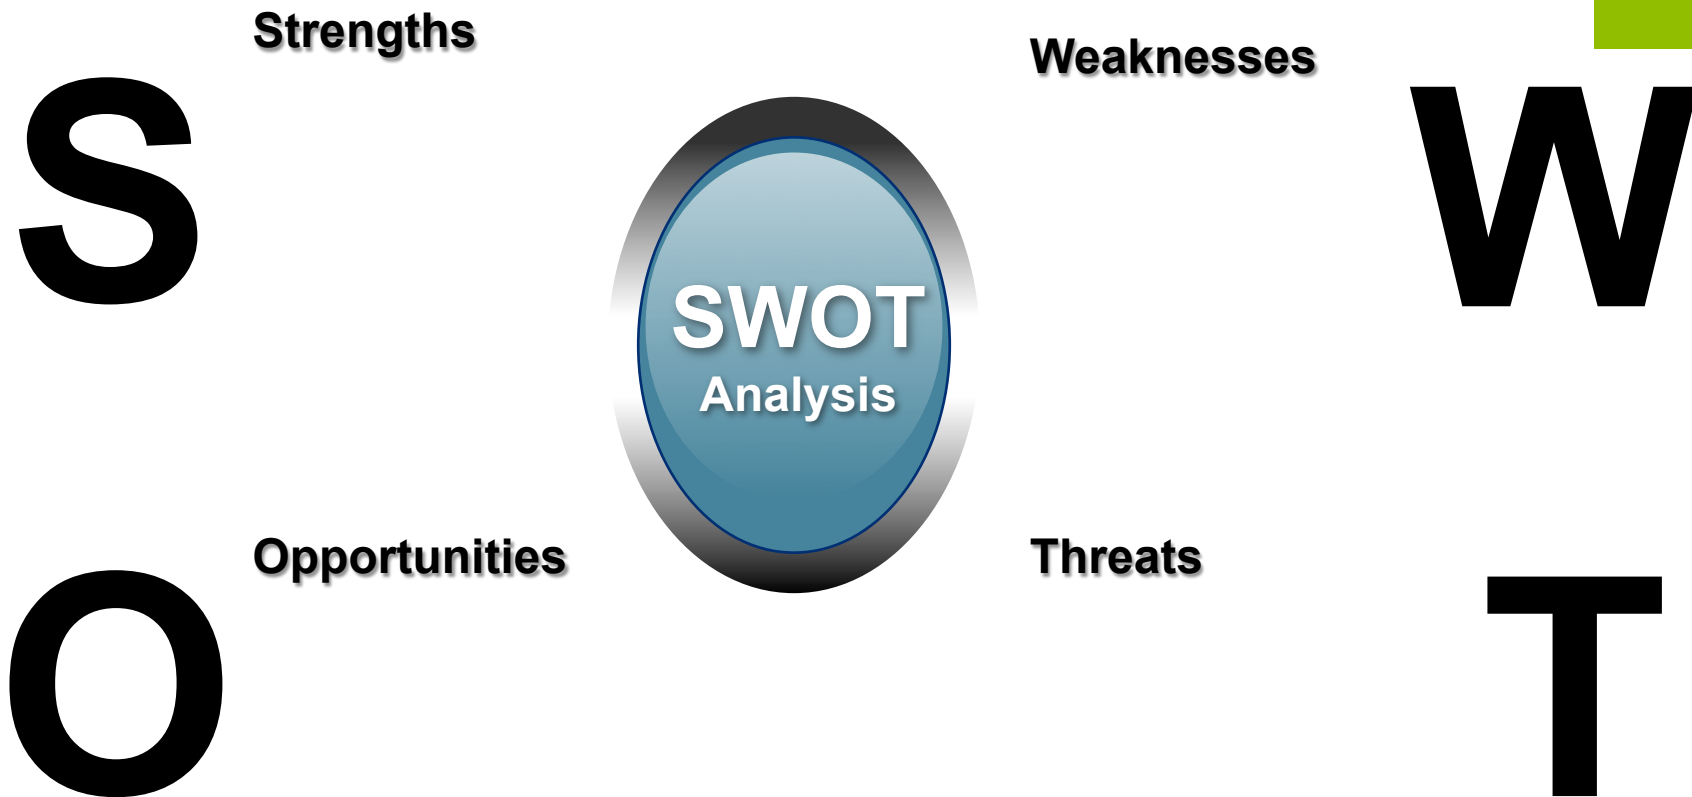 Strengths
Weaknesses
S
W
SWOT
Analysis
Opportunities
Threats
O
T